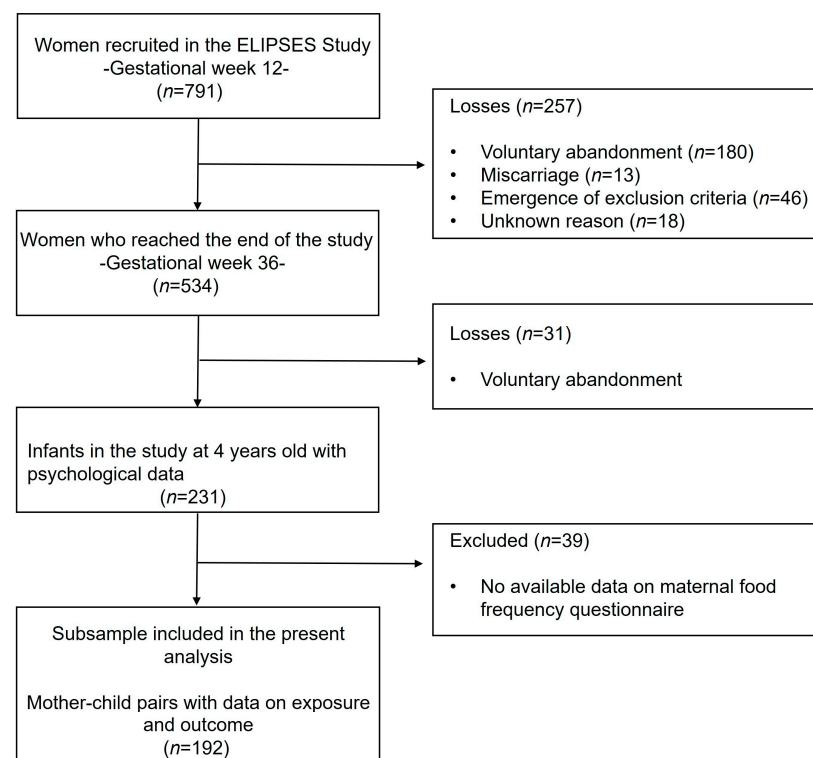 Women recruited in the ELIPSES Study
-Gestational week 12-
(n=791)
Losses (n=257)
• Voluntary abandonment (n=180)
• Miscarriage (n=13)
• Emergence of exclusion criteria (n=46)
• Unknown reason (n=18)
Women who reached the end of the study
-Gestational week 36-
(n=534)
Losses (n=31)
• Voluntary abandonment
Infants in the study at 4 years old with
psychological data
(n=231)
Excluded (n=39)
• No available data on maternal food
frequency questionnaire
Subsample included in the present
analysis
Mother-child pairs with data on exposure
and outcome
(n=192)